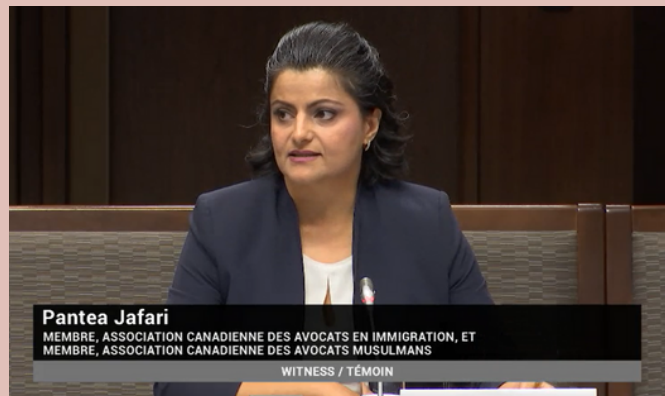 Pantea Jafari
MEMBRE, ASSOCIATION CANADIENNE DES AVOCATS EN IMMIGRATION, ET
MEMBRE, ASSOCIATION CANADIENNE DES AVOCATS MUSULMANS
WITNESS / TÉMOIN